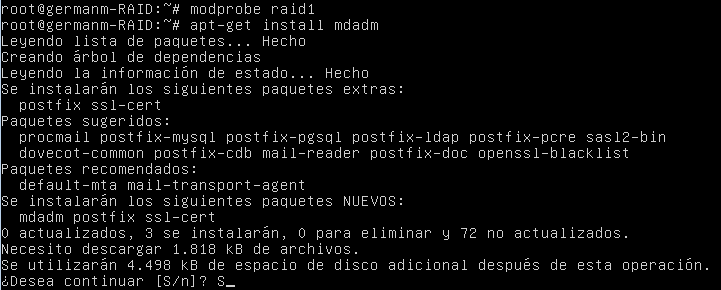 root@germanm-RAID:~# modprobe raid1
root@germanm-RAID:~# apt-get install mdadm
Leyendo lista de paquetes... Hecho
Creando árbol de dependencias
Leyendo la información de estado... Hecho
Se instalarán los siguientes paquetes extras:
  postfix ssl-cert
Paquetes sugeridos:
  procmail postfix-mysql postfix-pgsql postfix-ldap postfix-pcre sasl2-bin
  dovecot-common postfix-cdb mail-reader postfix-doc openssl-blacklist
Paquetes recomendados:
  default-mta mail-transport-agent
Se instalarán los siguientes paquetes NUEVOS:
  mdadm postfix ssl-cert
0 actualizados, 3 se instalarán, 0 para eliminar y 72 no actualizados.
Necesito descargar 1.818 kB de archivos.
Se utilizarán 4.498 kB de espacio de disco adicional después de esta operación.
¿Desea continuar [S/n]? S_